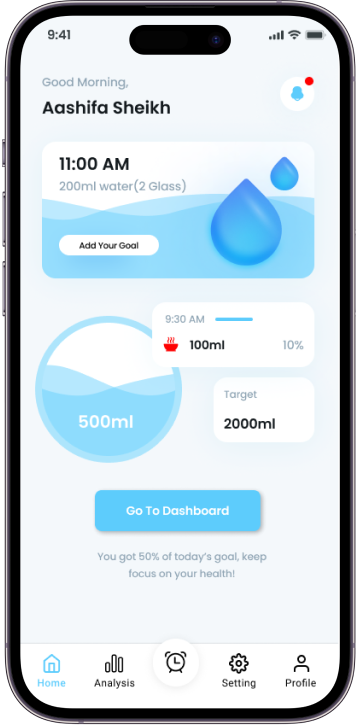 9:41
Good Morning,
Aashifa Sheikh
11:00 AM
200ml water(2 Glass)
Add Your Goal
9:30 AM
100ml
10%
500ml
Target
2000ml
Go To Dashboard
You got 50% of today's goal, keep
focus on your health!
Home
Analysis
Setting
Profile